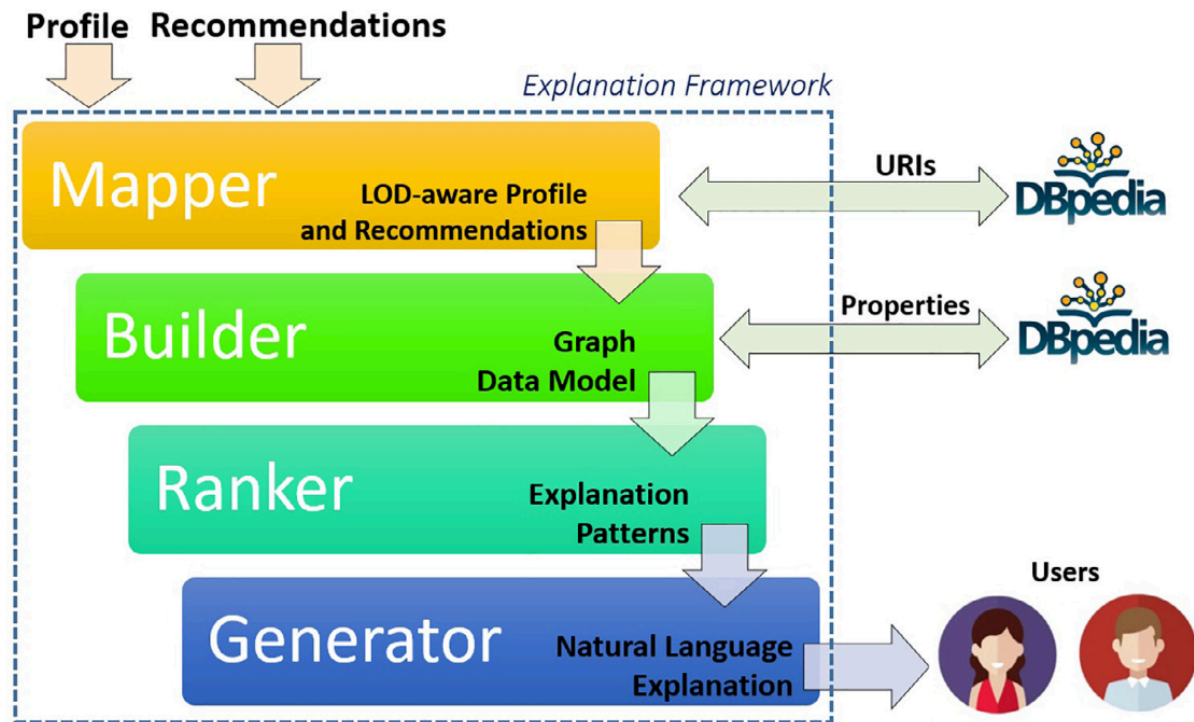 Profile Recommendations
Explanation Framework
Mapper
LOD-aware Profile
and Recommendations
URIs
DBpedia
Builder
Graph
Data Model
Properties
DBpedia
Ranker
Explanation
Patterns
Users
Generator
Natural Language
Explanation